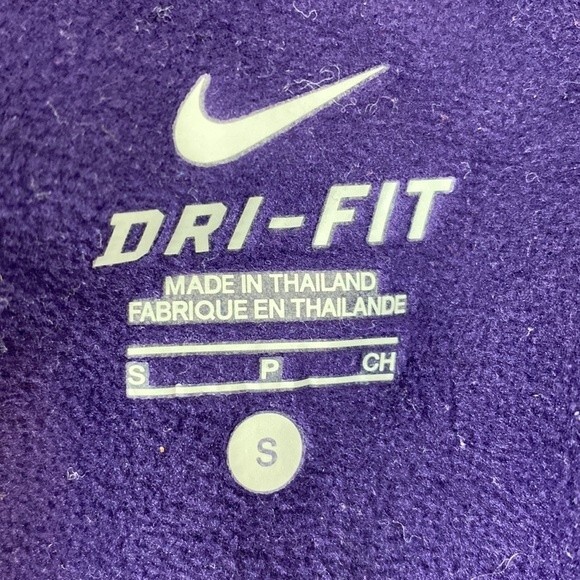 DRI-FIT
MADE IN THAILAND
FABRIQUE EN THAILANDE
S P CH
S